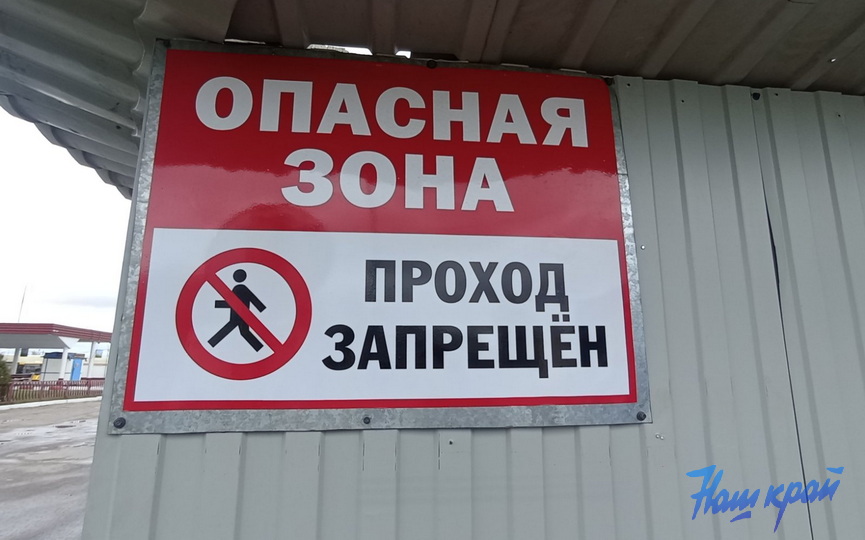 ОПАСНАЯ
ЗОНА
ПРОХОД
ЗАПРЕЩЁН
Наш край